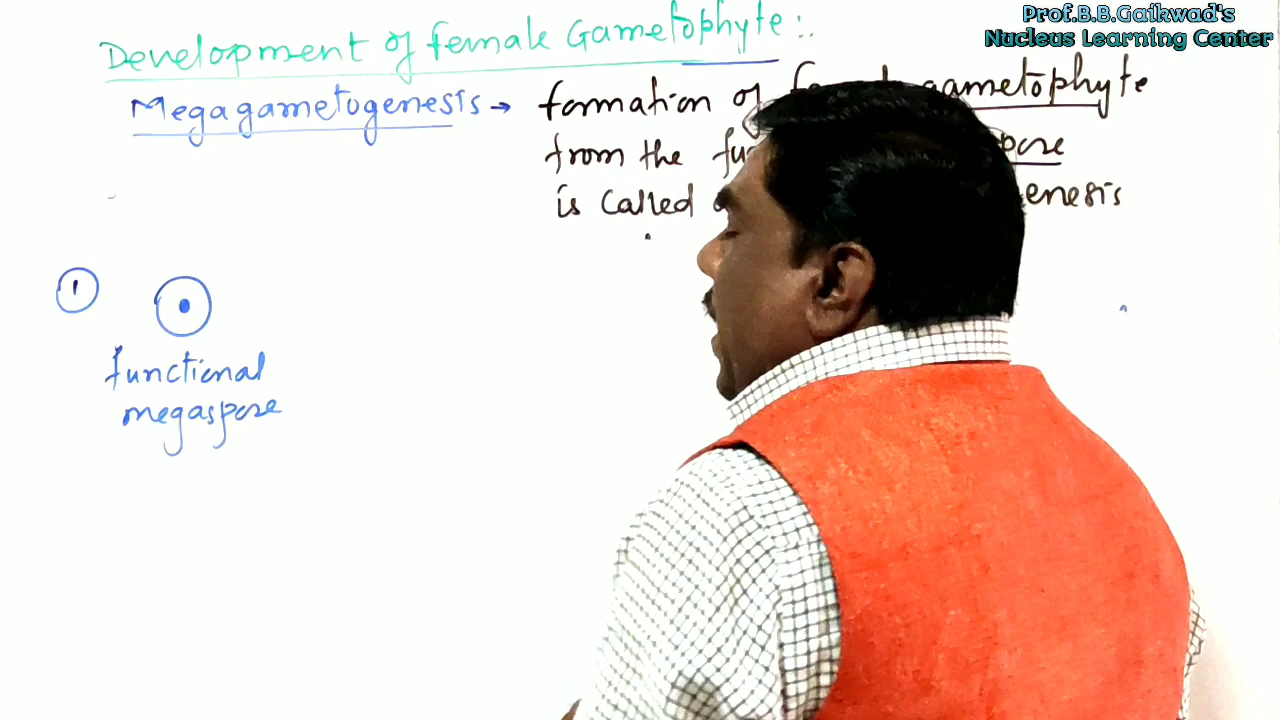 Prof.B.B.Gaikwad's
Nucleus Learning Center
Development of female Gametophyte :.
Megagametogenesis → formation of gametophyte
from the
is called
1
functional
megaspore